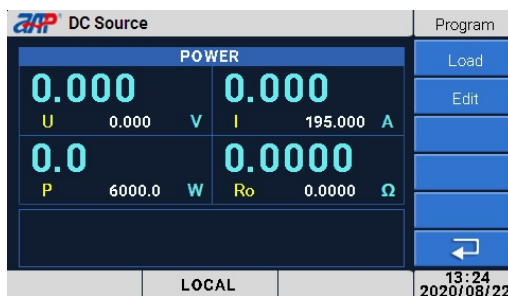 ZAP DC Source
Program
POWER
Load
0.000
0.000
Edit
U 0.000 V
I 195.000 A
0.0
0.0000
P 6000.0 W
Ro 0.0000 Ω
LOCAL
13:24
2020/08/22